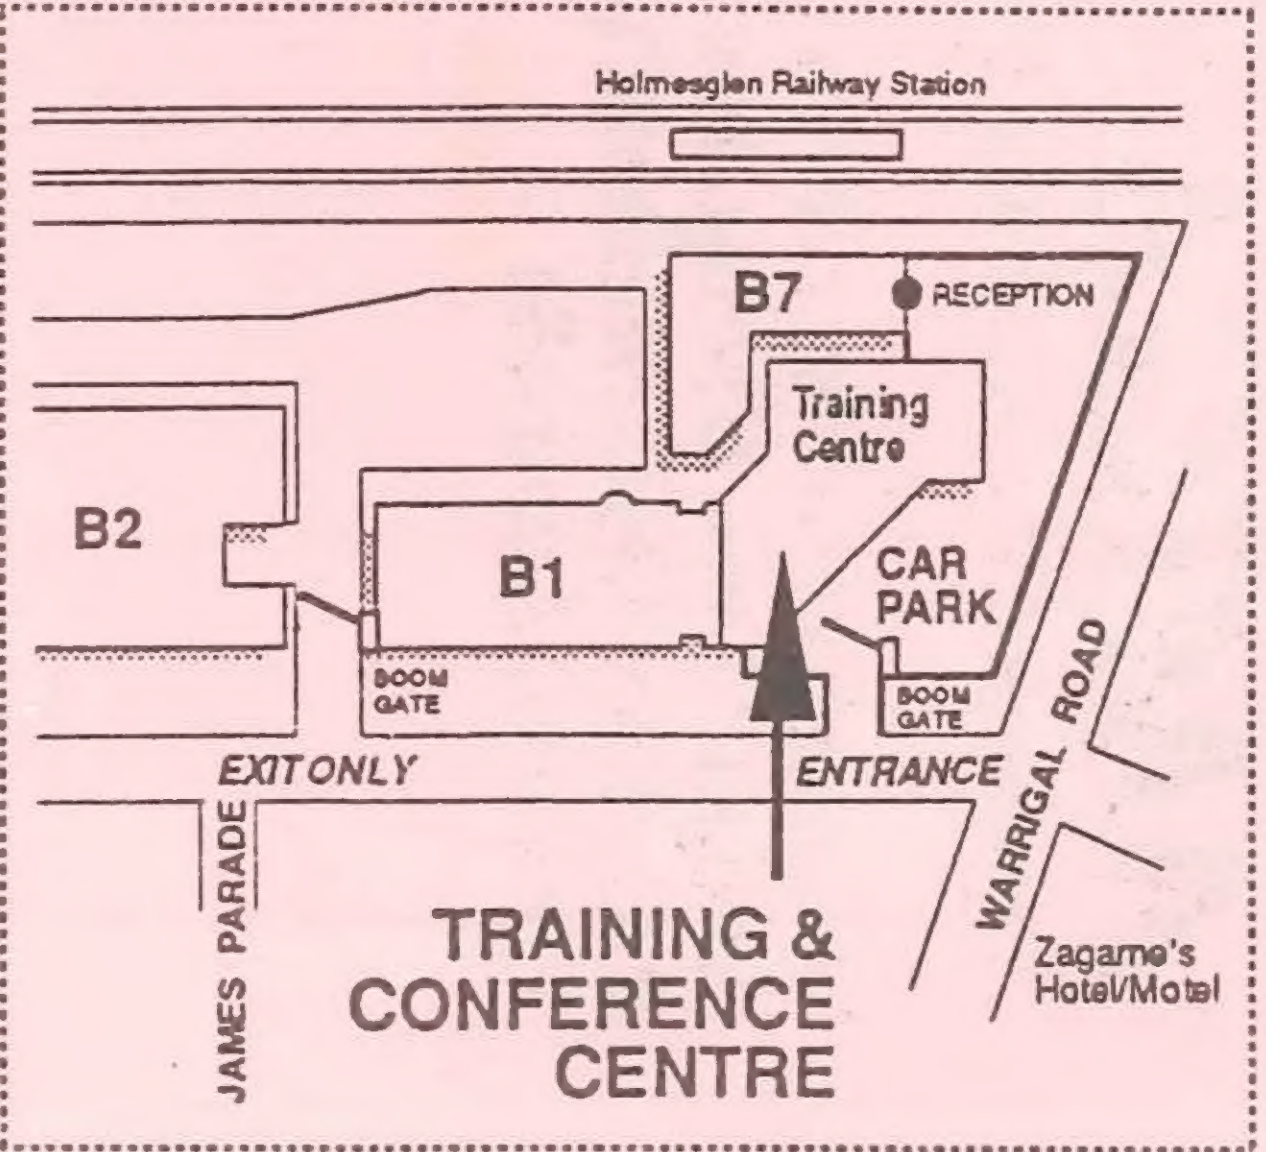 Holmesglen Railway Station
B7
RECEPTION
Training
Centre
B2
B1
CAR
PARK
BOOM
GATE
BOOM
GATE
EXIT ONLY
ENTRANCE
WARRIGAL ROAD
JAMES PARADE
TRAINING &
CONFERENCE
CENTRE
Zagame's
Hotel/Motel